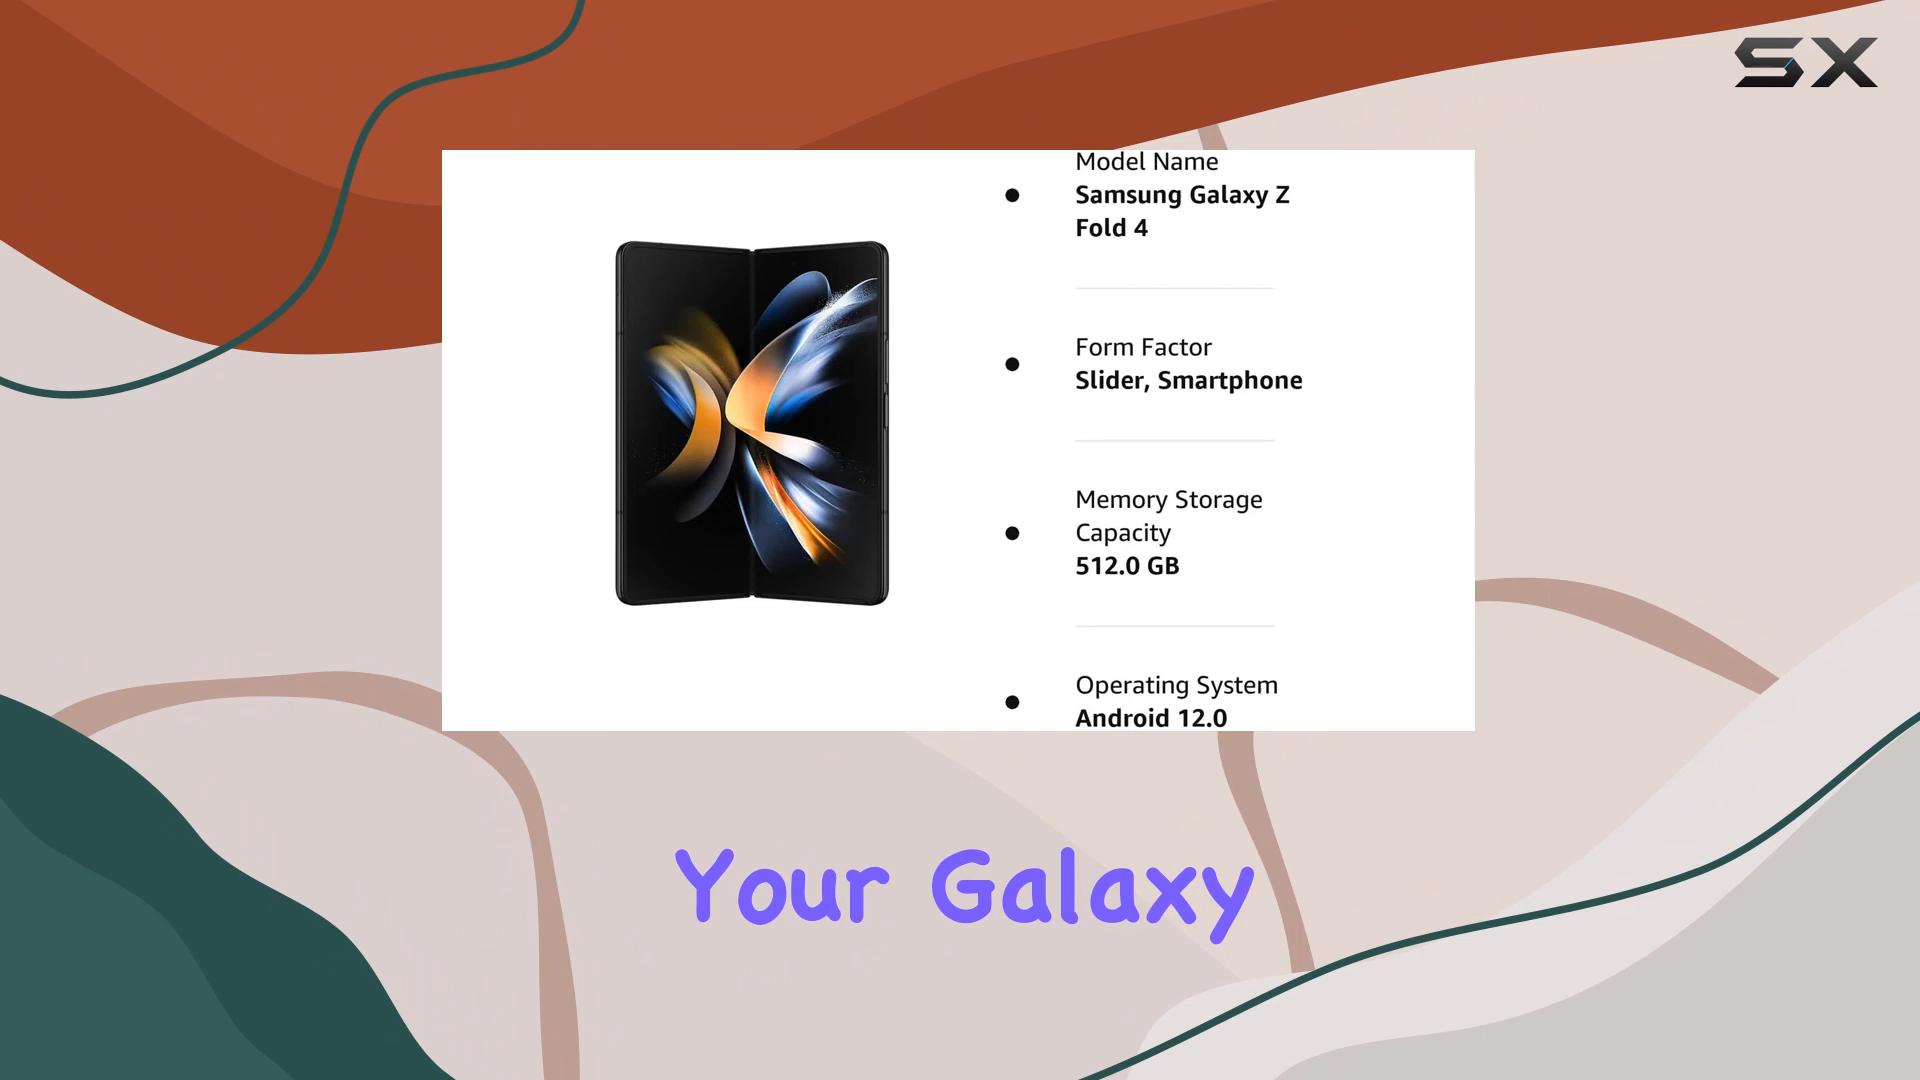 SX
Model Name
Samsung Galaxy Z
Fold 4
Form Factor
Slider, Smartphone
Memory Storage
Capacity
512.0 GB
Operating System
Android 12.0
Your Galaxy